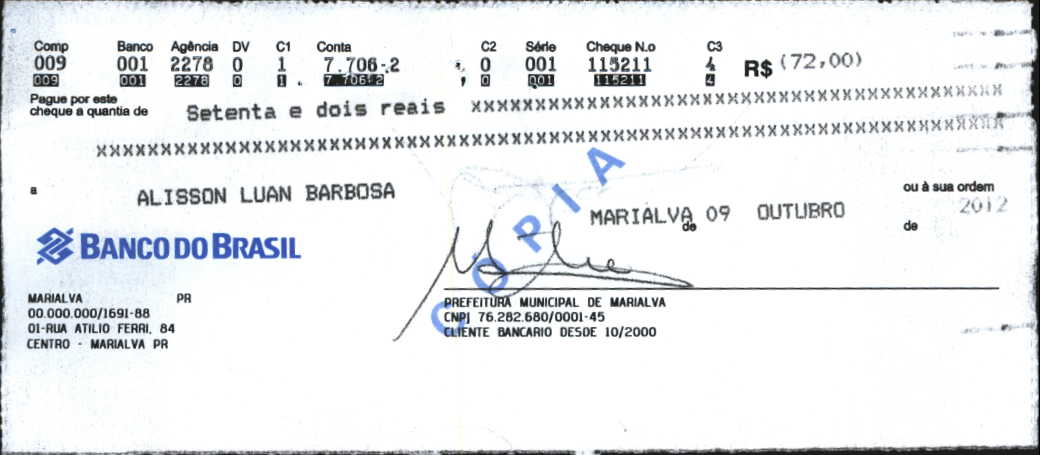 Comp Banco Agência DV C1 Conta C2 Série Cheque N.o C3
009 001 2278 0 1 7.706-2 0 001 115211 4 R$ (72,00)
009 001 2278 0 1 7.706-2 0 001 115211 4
Pague por este
cheque a quantia de Setenta e dois reais xxxxxxxxxxxxxxxxxxxxxxxxxxxxxxxxxxxxxxxxx
xxxxxxxxxxxxxxxxxxxxxxxxxxxxxxxxxxxxxxxxxxxxxxxxxxxxxxxxxxxxxxxxxxxxx
a ALISSON LUAN BARBOSA ou à sua ordem
MARIALVA de 09 OUTUBRO de 2012
CÓPIA
BANCO DO BRASIL
MARIALVA PR
00.000.000/1691-88
01-RUA ATILIO FERRI, 84
CENTRO - MARIALVA PR
PREFEITURA MUNICIPAL DE MARIALVA
CNPJ 76.282.680/0001-45
CLIENTE BANCARIO DESDE 10/2000